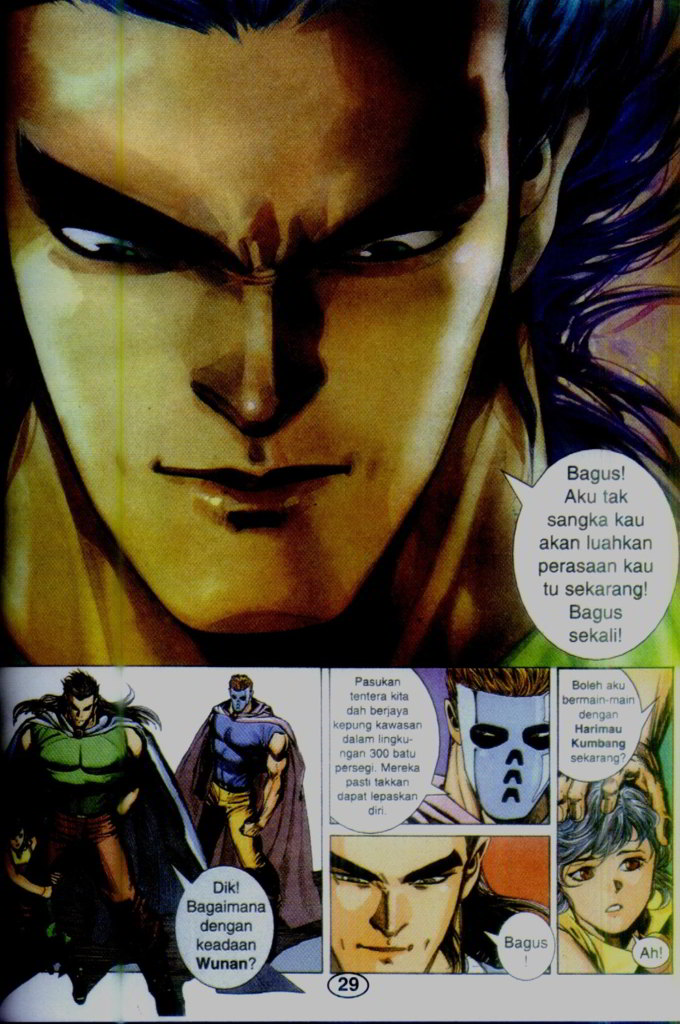 Bagus!
Aku tak
sangka kau
akan luahkan
perasaan kau
tu sekarang!
Bagus
sekali!
Dik!
Bagaimana
dengan
keadaan
Wunan?
Pasukan
tentera kita
dah berjaya
kepung kawasan
dalam lingku-
ngan 300 batu
persegi. Mereka
pasti takkan
dapat lepaskan
diri.
Bagus
!
Boleh aku
bermain-main
dengan
Harimau
Kumbang
sekarang?
Ah!
29